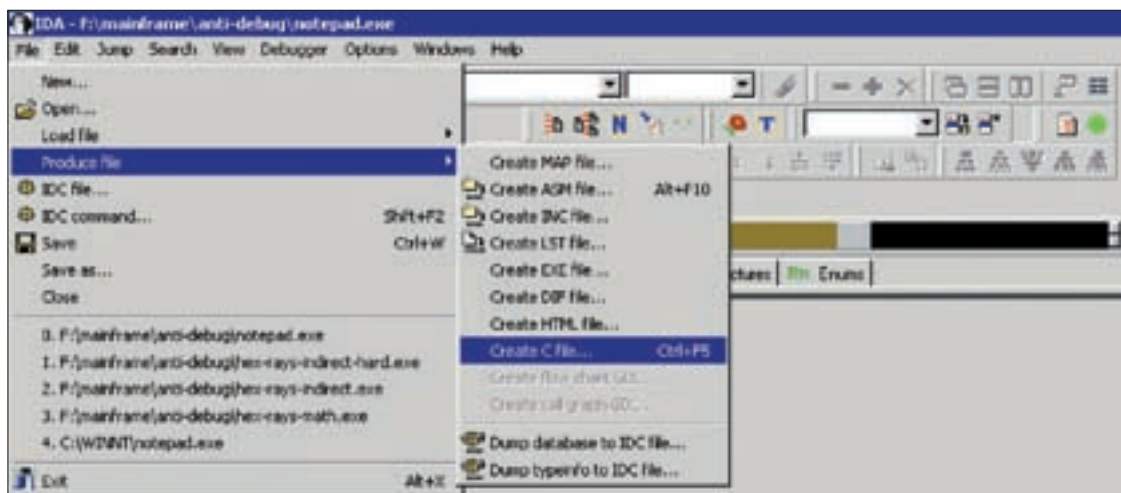 IDA - F:\mainframe\anti-debug\notepad.exe
File Edit Jump Search View Debugger Options Windows Help
New...
Open...
Load file
Produce file
IDC file...
IDC command... Shift+F2
Save Ctrl+W
Save as...
Close
0. F:\mainframe\anti-debug\notepad.exe
1. F:\mainframe\anti-debug\hex-rays-indirect-hard.exe
2. F:\mainframe\anti-debug\hex-rays-indirect.exe
3. F:\mainframe\anti-debug\hex-rays-math.exe
4. C:\WINNT\notepad.exe
Exit Alt+X
Create MAP file...
Create ASM file... Alt+F10
Create INC file...
Create LST file...
Create EXE file...
Create DIF file...
Create HTML file...
Create C file... Ctrl+F5
Create flow chart GDL...
Create call graph GDL...
Dump database to IDC file...
Dump typeinfo to IDC file...
N
T
ctures Enums